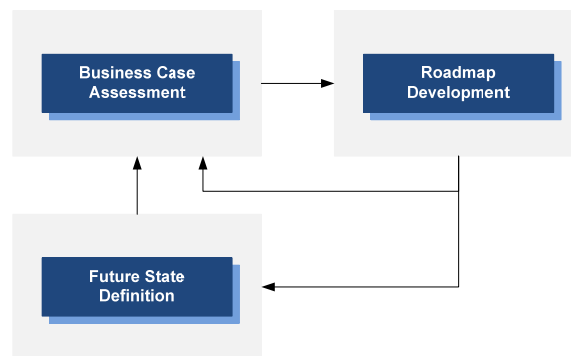 Business Case
Assessment
Roadmap
Development
Future State
Definition